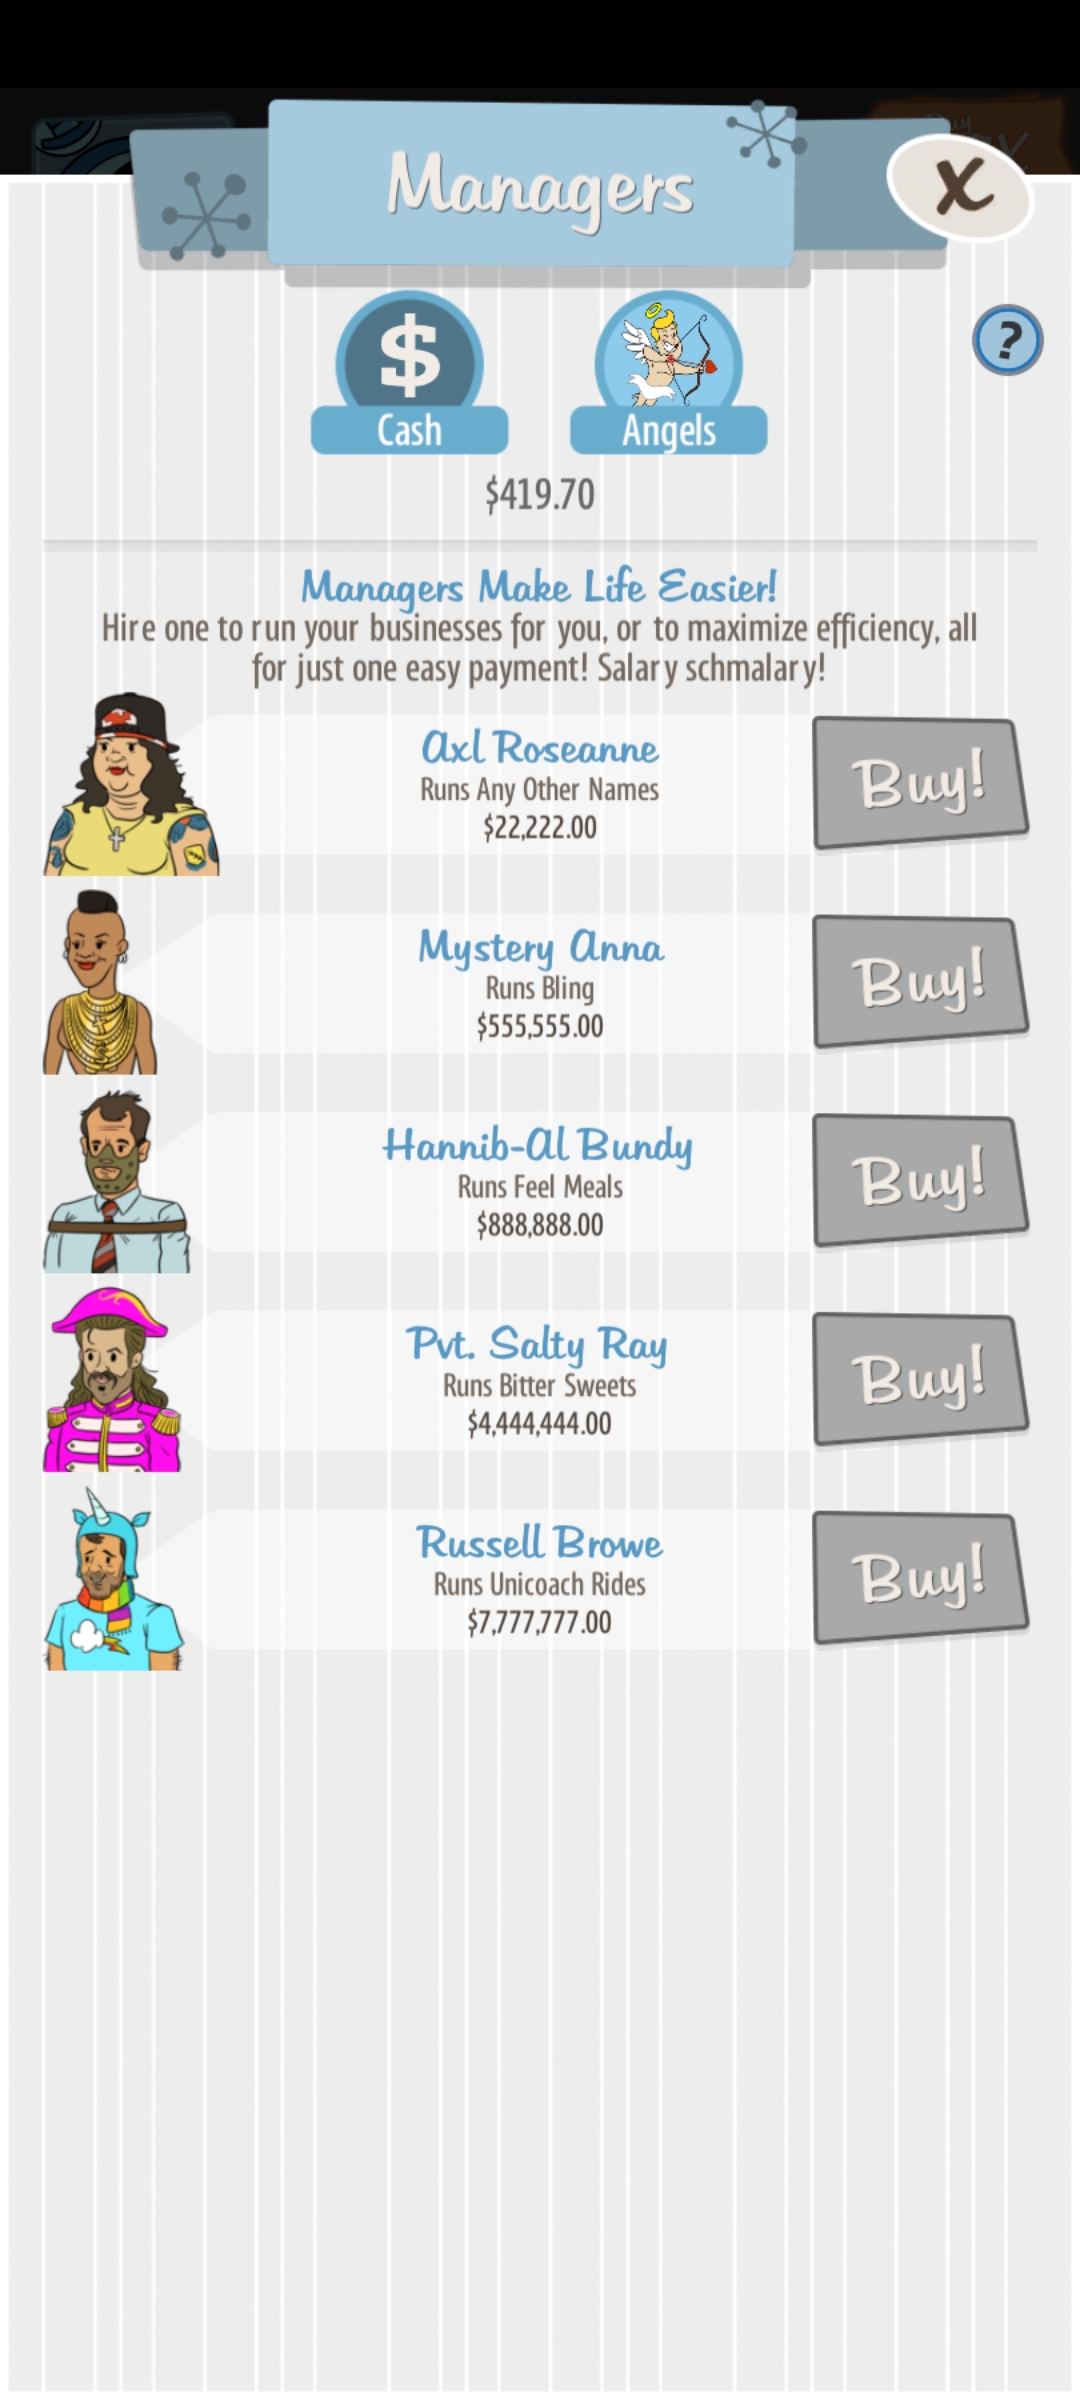 Managers
X
$
?
Cash
Angels
$419.70
Managers Make Life Easier!
Hire one to run your businesses for you, or to maximize efficiency, all
for just one easy payment! Salary schmalary!
Axl Roseanne
Runs Any Other Names
$22,222.00
Buy!
Mystery Anna
Runs Bling
$555,555.00
Buy!
Hannib-Al Bundy
Runs Feel Meals
$888,888.00
Buy!
Pvt. Salty Ray
Runs Bitter Sweets
$4,444,444.00
Buy!
Russell Browe
Runs Unicoach Rides
$7,777,777.00
Buy!